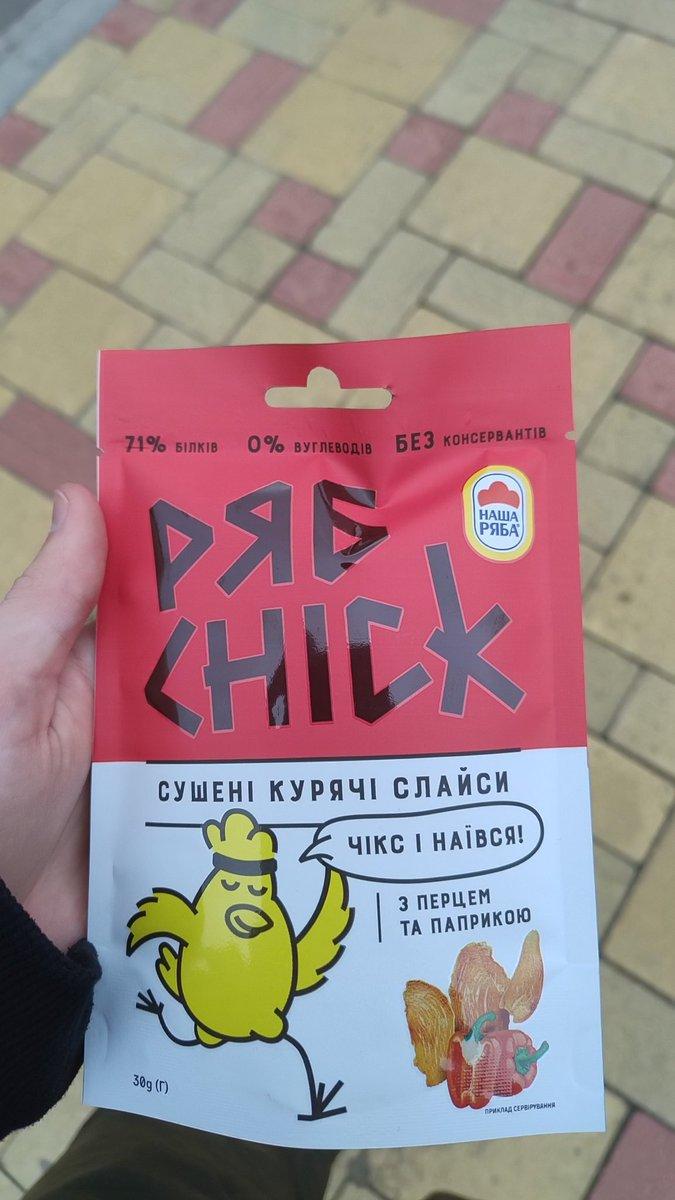 71% БІЛКІВ 0% ВУГЛЕВОДІВ БЕЗ КОНСЕРВАНТІВ
РЯБ
CHICK
НАША
РЯБА®
СУШЕНІ КУРЯЧІ СЛАЙСИ
ЧІКС І НАЇВСЯ!
З ПЕРЦЕМ
ТА ПАПРИКОЮ
30g (Г)
ПРИКЛАД СЕРВІРУВАННЯ